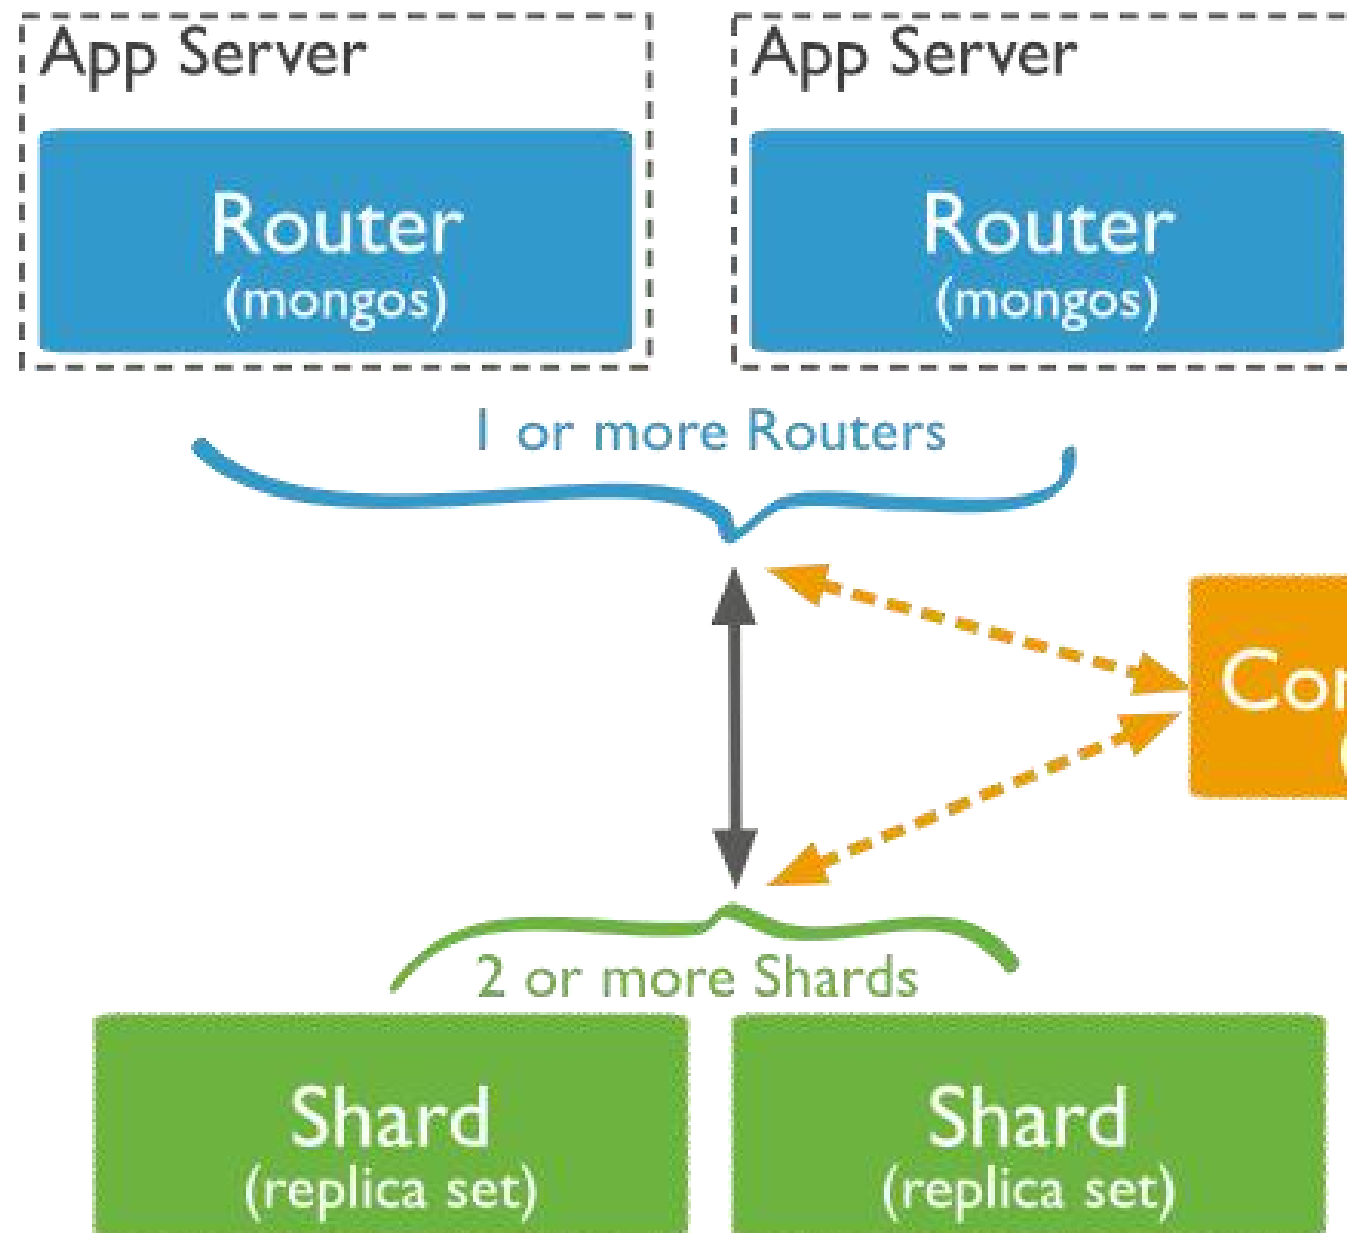 App Server
App Server
Router
(mongos)
Router
(mongos)
1 or more Routers
2 or more Shards
Shard
(replica set)
Shard
(replica set)